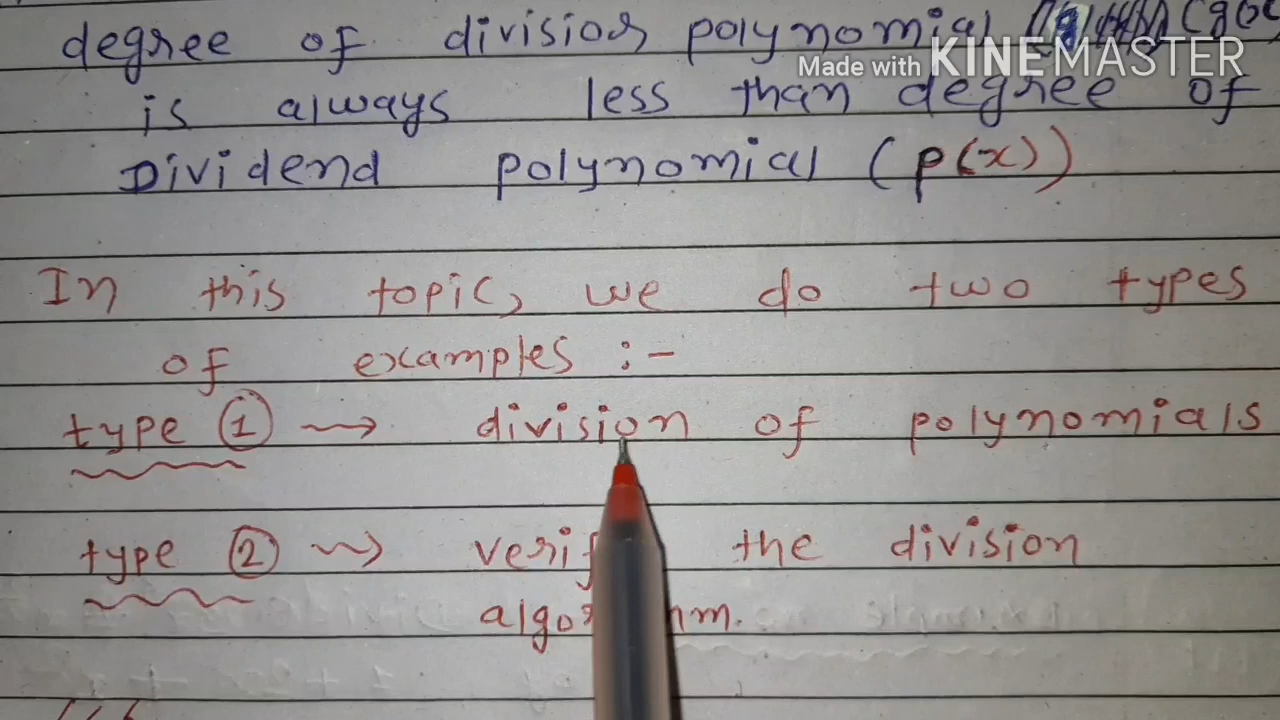 degree of division polynomial (g(x
Made with KINEMASTER
is always less than degree of
Dividend polynomial (p(x))
In this topic, we do two types
of examples :-
type ① → division of polynomials
type ② → the division